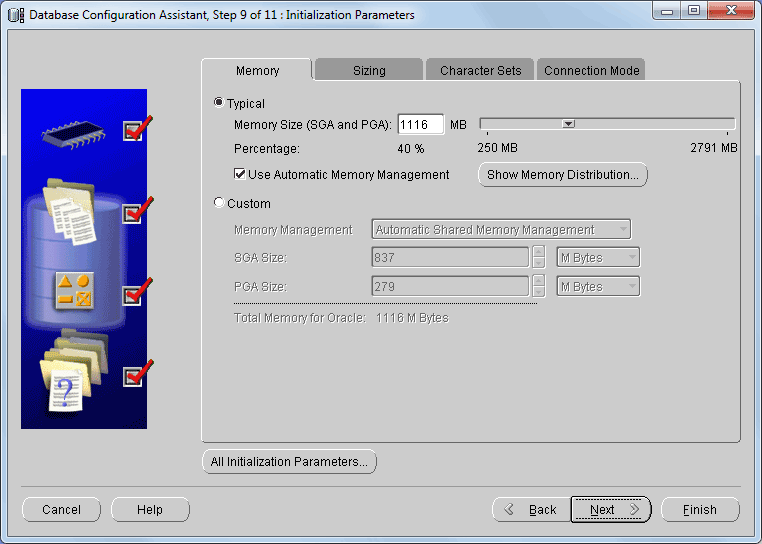 Database Configuration Assistant, Step 9 of 11 : Initialization Parameters
Memory Sizing Character Sets Connection Mode
Typical
Memory Size (SGA and PGA): 1116 MB
Percentage: 40 % 250 MB 2791 MB
Use Automatic Memory Management Show Memory Distribution...
Custom
Memory Management Automatic Shared Memory Management
SGA Size: 837 M Bytes
PGA Size: 279 M Bytes
Total Memory for Oracle: 1116 M Bytes
?
All Initialization Parameters...
Cancel Help Back Next Finish